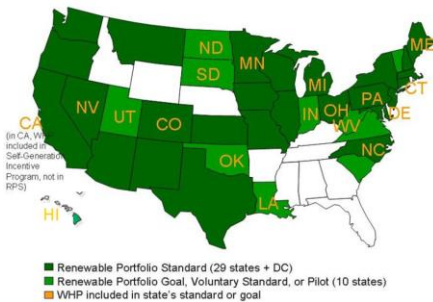 ME
ND
MN
SD
MI
CT
NV
PA
OH
CA
UT
CO
IN
DE
WV
(in CA, W
included in
Self-Generation
Incentive
Program, not in
RPS)
NC
OK
LA
HI
Renewable Portfolio Standard (29 states + DC)
Renewable Portfolio Goal, Voluntary Standard, or Pilot (10 states)
WHP included in state's standard or goal